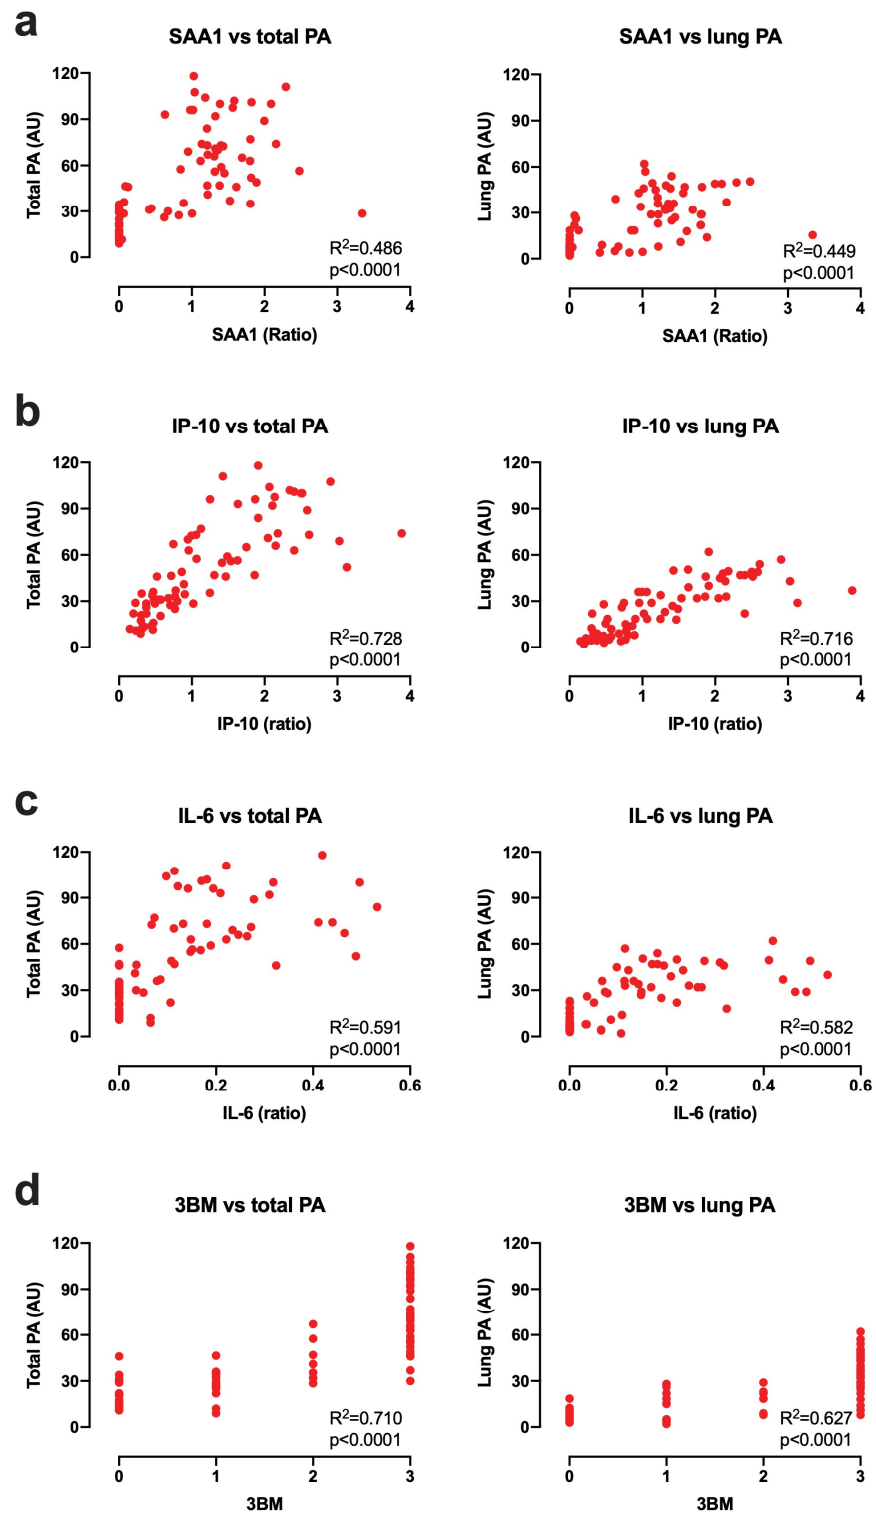 a
SAA1 vs total PA
Total PA (AU)
120
90
60
30
0
R2=0.486
p<0.0001
0 1 2 3 4
SAA1 (Ratio)
SAA1 vs lung PA
Lung PA (AU)
120
90
60
30
0
R2=0.449
p<0.0001
0 1 2 3 4
SAA1 (Ratio)
b
IP-10 vs total PA
Total PA (AU)
120
90
60
30
0
R2=0.728
p<0.0001
0 1 2 3 4
IP-10 (ratio)
IP-10 vs lung PA
Lung PA (AU)
120
90
60
30
0
R2=0.716
p<0.0001
0 1 2 3 4
IP-10 (ratio)
c
IL-6 vs total PA
Total PA (AU)
120
90
60
30
0
R2=0.591
p<0.0001
0.0 0.2 0.4 0.6
IL-6 (ratio)
IL-6 vs lung PA
Lung PA (AU)
120
90
60
30
0
R2=0.582
p<0.0001
0.0 0.2 0.4 0.6
IL-6 (ratio)
d
3BM vs total PA
Total PA (AU)
120
90
60
30
0
R2=0.710
p<0.0001
0 1 2 3
3BM
3BM vs lung PA
Lung PA (AU)
120
90
60
30
0
R2=0.627
p<0.0001
0 1 2 3
3BM